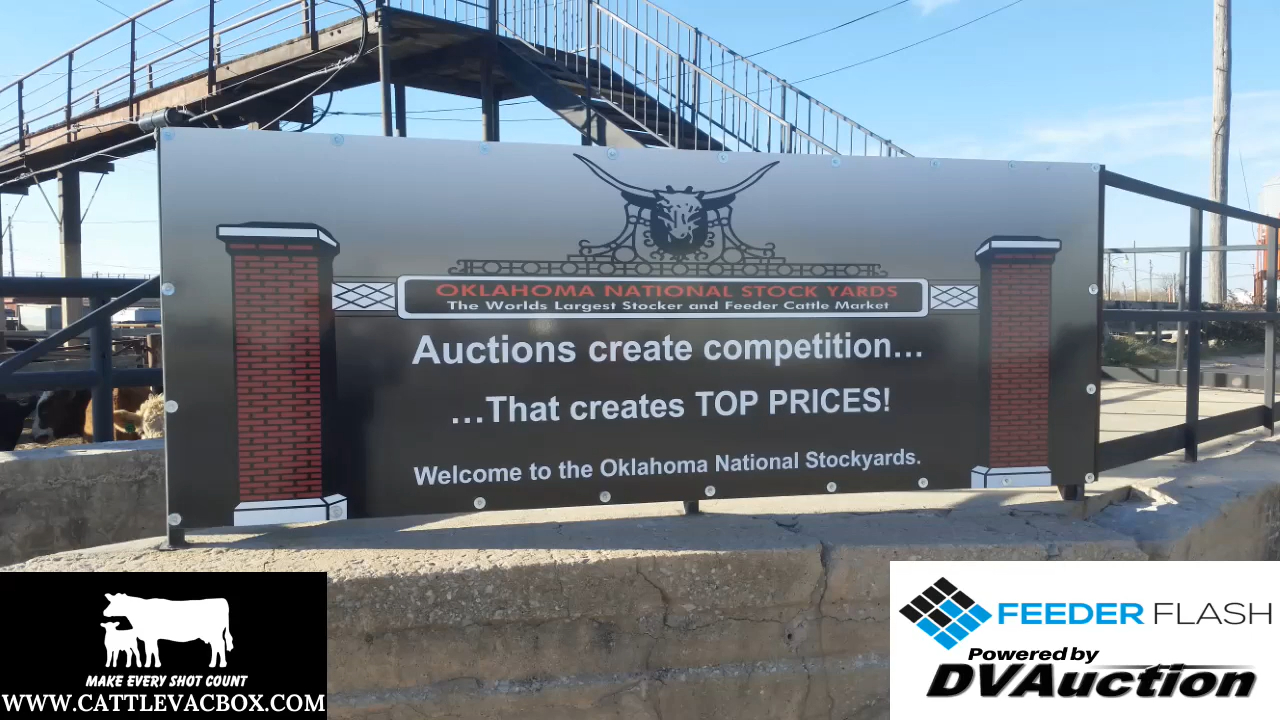 OKLAHOMA NATIONAL STOCK YARDS
The Worlds Largest Stocker and Feeder Cattle Market
Auctions create competition...
...That creates TOP PRICES!
Welcome to the Oklahoma National Stockyards.
MAKE EVERY SHOT COUNT
WWW.CATTLEVACBOX.COM
FEEDER FLASH
Powered by
DVAuction